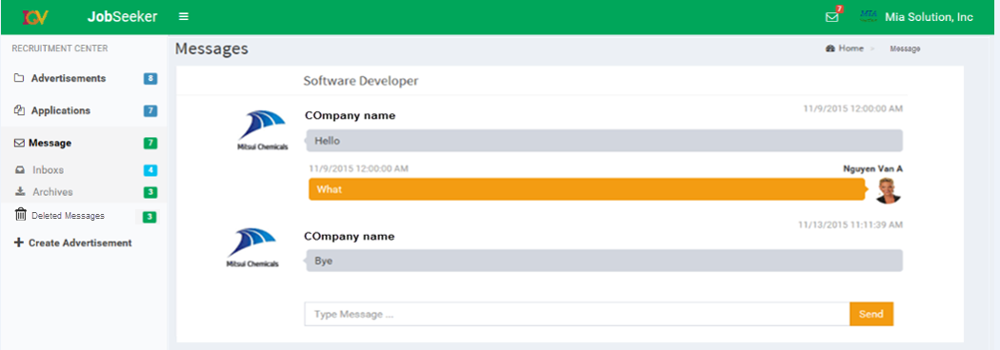 IGV
JobSeeker
7
MIA
Mia Solution, Inc
RECRUITMENT CENTER
Advertisements 8
Applications 7
Message 7
Inboxs 4
Archives 3
Deleted Messages 3
Create Advertisement
Messages
Home
Message
Software Developer
Mitsui Chemicals
COmpany name
11/9/2015 12:00:00 AM
Hello
11/9/2015 12:00:00 AM
Nguyen Van A
What
Mitsui Chemicals
COmpany name
11/13/2015 11:11:39 AM
Bye
Type Message ...
Send